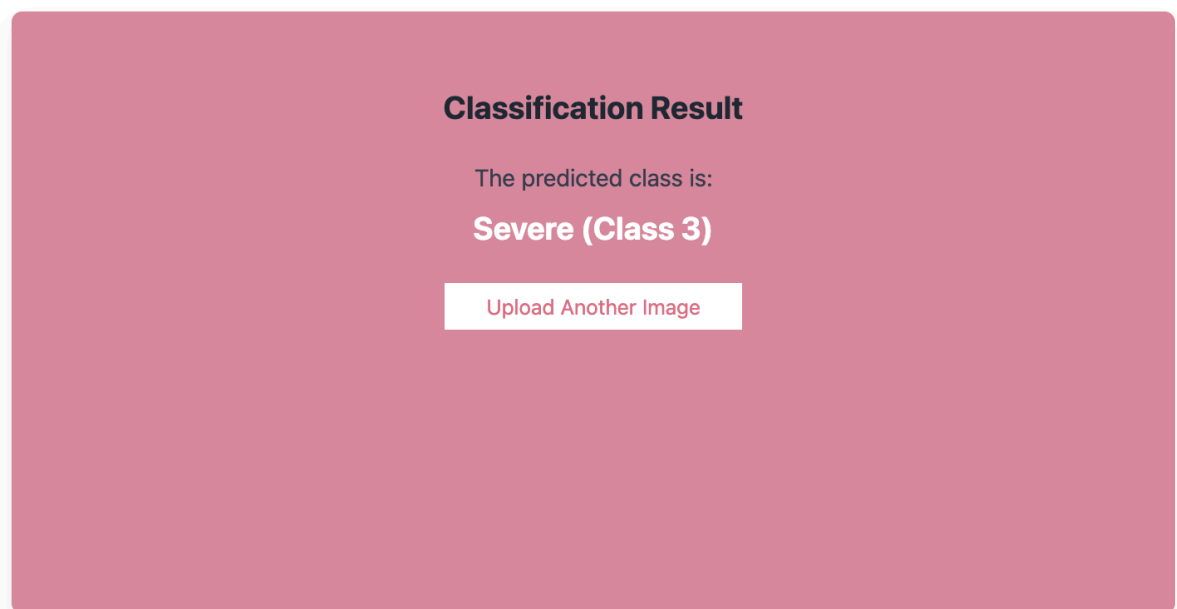 Classification Result
The predicted class is:
Severe (Class 3)
Upload Another Image